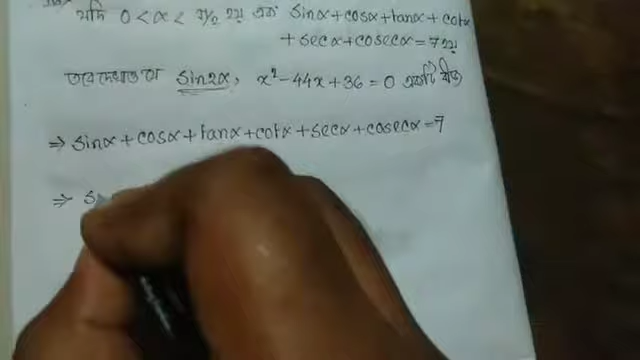 যদি 0 < α < π/2 হয় এবং sinα + cosα + tanα + cotα
+ secα + cosecα = 7 হয়
তবে দেখাও যে sin2α, x² - 44x + 36 = 0 একটি বীজ
⇒ sinα + cosα + tanα + cotα + secα + cosecα = 7
⇒ s